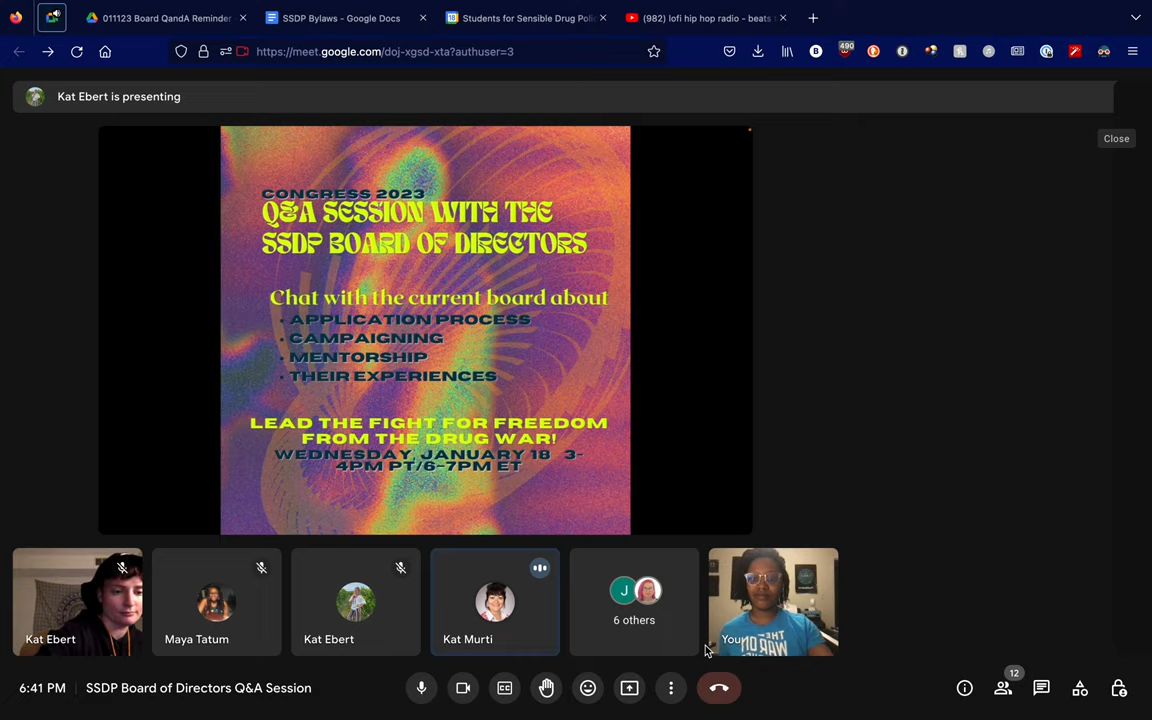 011123 Board QandA Reminder
SSDP Bylaws - Google Docs
Students for Sensible Drug Poli
(982) lofi hip hop radio - beats
https://meet.google.com/doj-xgsd-xta?authuser=3
490
Kat Ebert is presenting
Close
CONGRESS 2023
Q&A SESSION WITH THE
SSDP BOARD OF DIRECTORS
Chat with the current board about
• APPLICATION PROCESS
• CAMPAIGNING
• MENTORSHIP
• THEIR EXPERIENCES
LEAD THE FIGHT FOR FREEDOM
FROM THE DRUG WAR!
WEDNESDAY, JANUARY 18 3-
4PM PT/6-7PM ET
Kat Ebert
Maya Tatum
Kat Ebert
Kat Murti
J
6 others
You
6:41 PM | SSDP Board of Directors Q&A Session
12